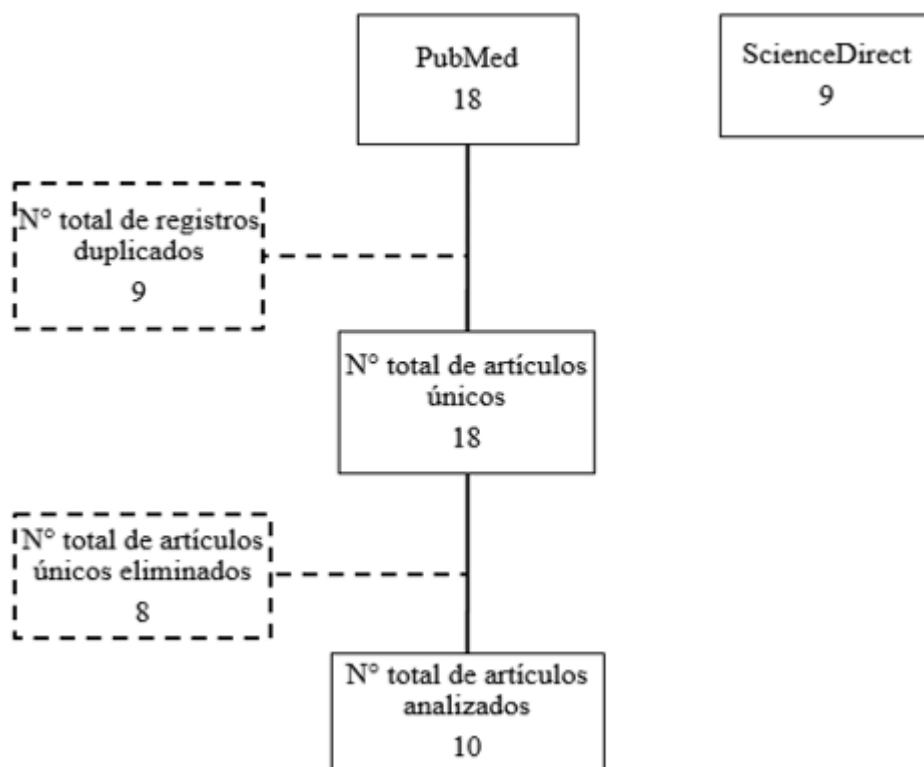 PubMed
18
ScienceDirect
9
N° total de registros
duplicados
9
N° total de artículos
únicos
18
N° total de artículos
únicos eliminados
8
N° total de artículos
analizados
10